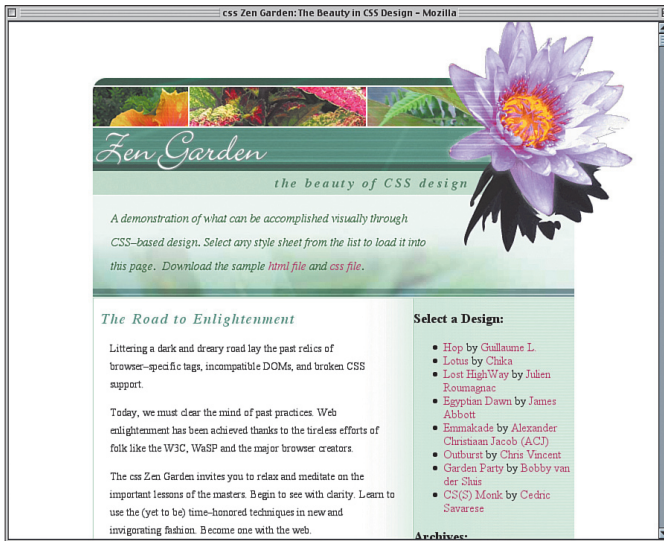 css Zen Garden: The Beauty in CSS Design – Mozilla
Zen Garden
the beauty of CSS design
A demonstration of what can be accomplished visually through
CSS–based design. Select any style sheet from the list to load it into
this page. Download the sample html file and css file.
The Road to Enlightenment
Littering a dark and dreary road lay the past relics of
browser–specific tags, incompatible DOMs, and broken CSS
support.
Today, we must clear the mind of past practices. Web
enlightenment has been achieved thanks to the tireless efforts of
folk like the W3C, WaSP and the major browser creators.
The css Zen Garden invites you to relax and meditate on the
important lessons of the masters. Begin to see with clarity. Learn to
use the (yet to be) time–honored techniques in new and
invigorating fashion. Become one with the web.
Select a Design:
Hop by Guillaume L.
Lotus by Chika
Lost HighWay by Julien
Roumagnac
Egyptian Dawn by James
Abbott
Emmakade by Alexander
Christiaan Jacob (ACJ)
Outburst by Chris Vincent
Garden Party by Bobby van
der Sluis
CS(S) Monk by Cedric
Savarese
Archives: